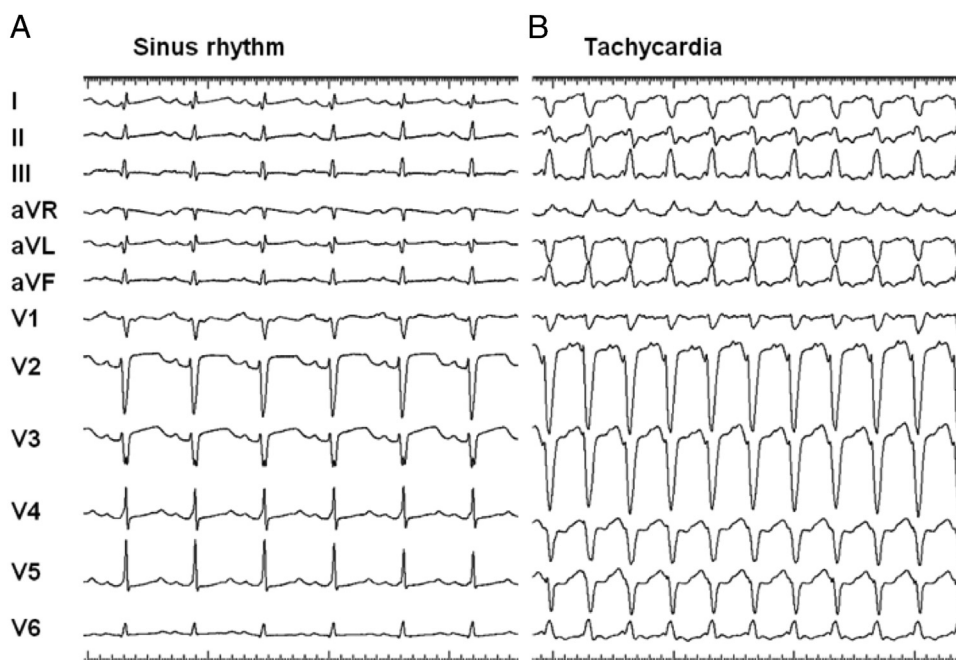 A
B
Sinus rhythm
Tachycardia
I
II
III
aVR
aVL
aVF
V1
V2
V3
V4
V5
V6